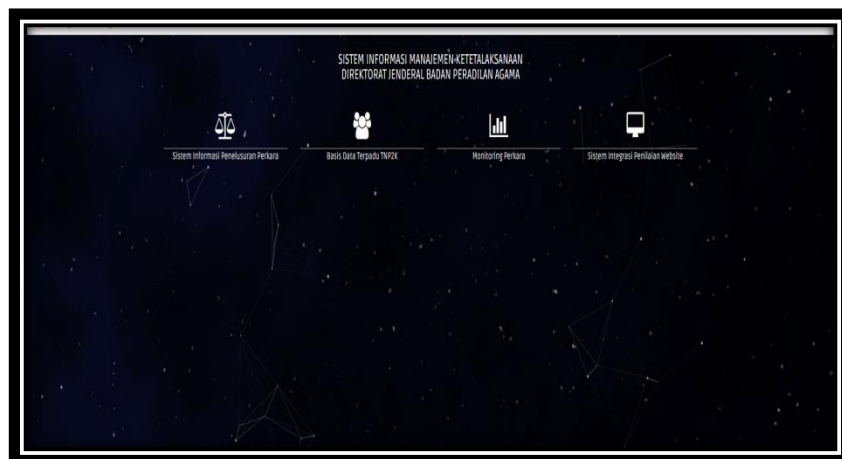 SISTEM INFORMASI MANAJEMEN-KETETALAKSANAAN
DIREKTORAT JENDERAL BADAN PERADILAN AGAMA
Sistem Informasi Penelusuran Perkara
Basis Data Terpadu TNP2K
Monitoring Perkara
Sistem Integrasi Penilaian Website